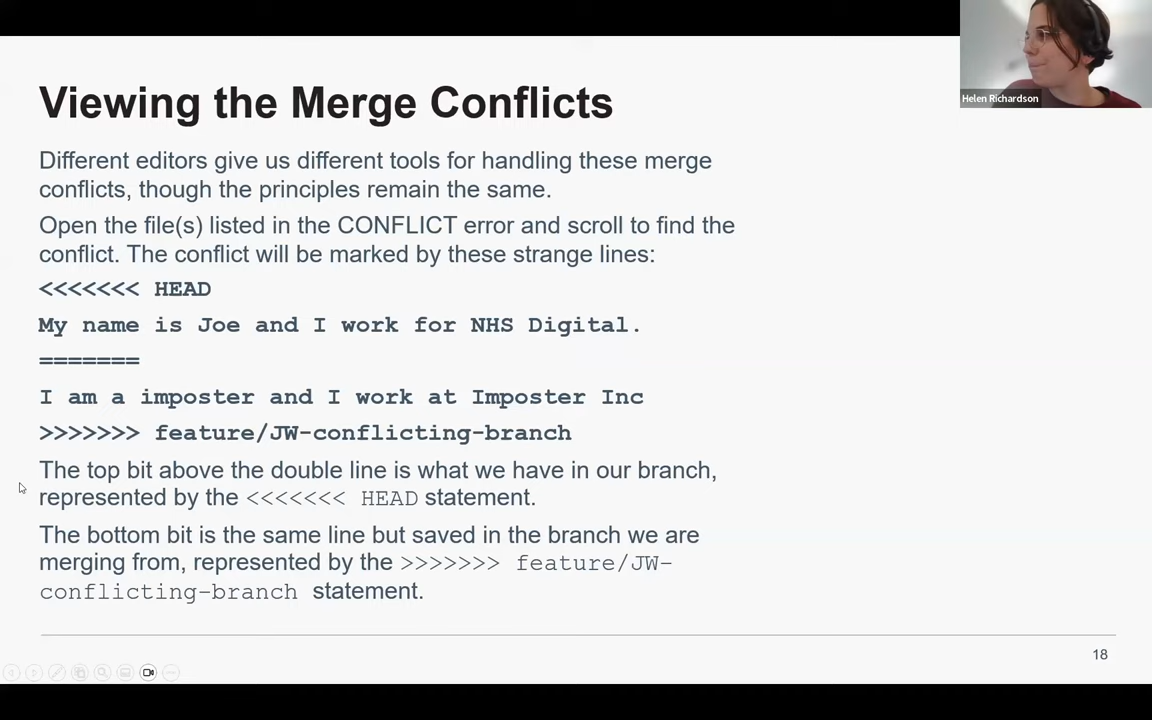 Helen Richardson
Viewing the Merge Conflicts
Different editors give us different tools for handling these merge
conflicts, though the principles remain the same.
Open the file(s) listed in the CONFLICT error and scroll to find the
conflict. The conflict will be marked by these strange lines:
<<<<<<< HEAD
My name is Joe and I work for NHS Digital.
=======
I am a imposter and I work at Imposter Inc
>>>>>>> feature/JW-conflicting-branch
The top bit above the double line is what we have in our branch,
represented by the <<<<<<< HEAD statement.
The bottom bit is the same line but saved in the branch we are
merging from, represented by the >>>>>>> feature/JW-
conflicting-branch statement.
18